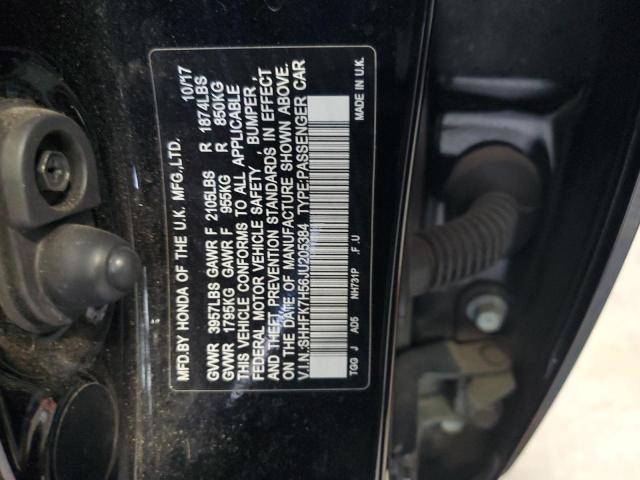 MFD.BY HONDA OF THE U.K. MFG.,LTD. 10/17
GVWR 3957LBS GAWR F 2105LBS R 1874LBS
GVWR 1795KG GAWR F 955KG R 850KG
THIS VEHICLE CONFORMS TO ALL APPLICABLE
FEDERAL MOTOR VEHICLE SAFETY , BUMPER ,
AND THEFT PREVENTION STANDARDS IN EFFECT
ON THE DATE OF MANUFACTURE SHOWN ABOVE.
V.I.N.:SHHFK7H56JU205384 TYPE:PASSENGER CAR
TGG J AD5 NH731P .F .U MADE IN U.K.